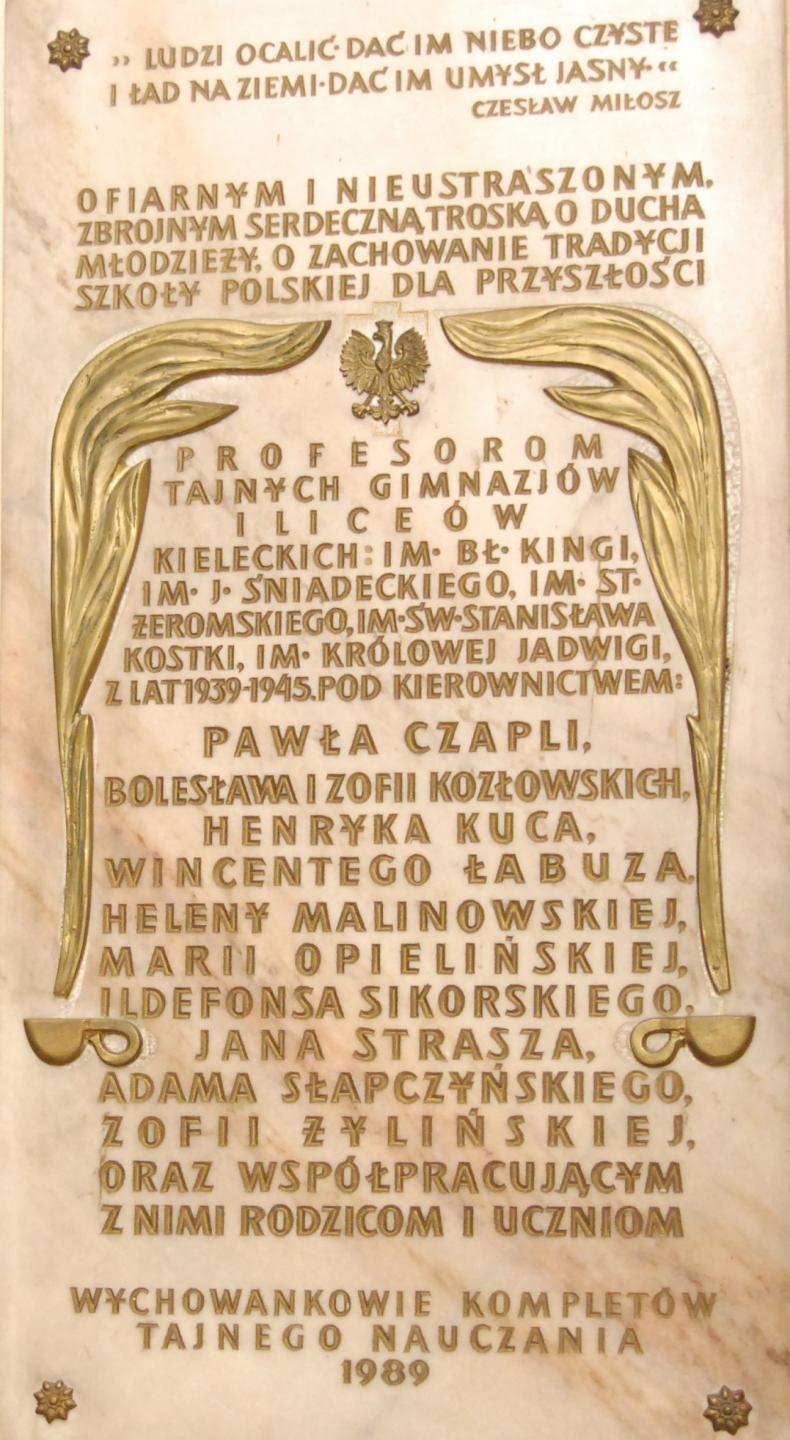 „ LUDZI OCALIĆ· DAĆ IM NIEBO CZYSTE
I ŁAD NA ZIEMI· DAĆ IM UMYSŁ JASNY· “
CZESŁAW MIŁOSZ
OFIARNYM I NIEUSTRASZONYM,
ZBROJNYM SERDECZNĄ TROSKĄ O DUCHA
MŁODZIEŻY, O ZACHOWANIE TRADYCJI
SZKOŁY POLSKIEJ DLA PRZYSZŁOŚCI
PROFESOROM
TAJNYCH GIMNAZJÓW
I LICEÓW
KIELECKICH: IM· BŁ· KINGI,
IM· J· ŚNIADECKIEGO, IM· ST·
ŻEROMSKIEGO, IM· ŚW· STANISŁAWA
KOSTKI, IM· KRÓLOWEJ JADWIGI,
Z LAT 1939-1945. POD KIEROWNICTWEM:
PAWŁA CZAPLI,
BOLESŁAWA I ZOFII KOZŁOWSKICH,
HENRYKA KUCA,
WINCENTEGO ŁABUZA,
HELENY MALINOWSKIEJ,
MARII OPIELIŃSKIEJ,
ILDEFONSA SIKORSKIEGO,
JANA STRASZA,
ADAMA SŁAPCZYŃSKIEGO,
ZOFII ŻYLIŃSKIEJ,
ORAZ WSPÓŁPRACUJĄCYM
Z NIMI RODZICOM I UCZNIOM
WYCHOWANKOWIE KOMPLETÓW
TAJNEGO NAUCZANIA
1989